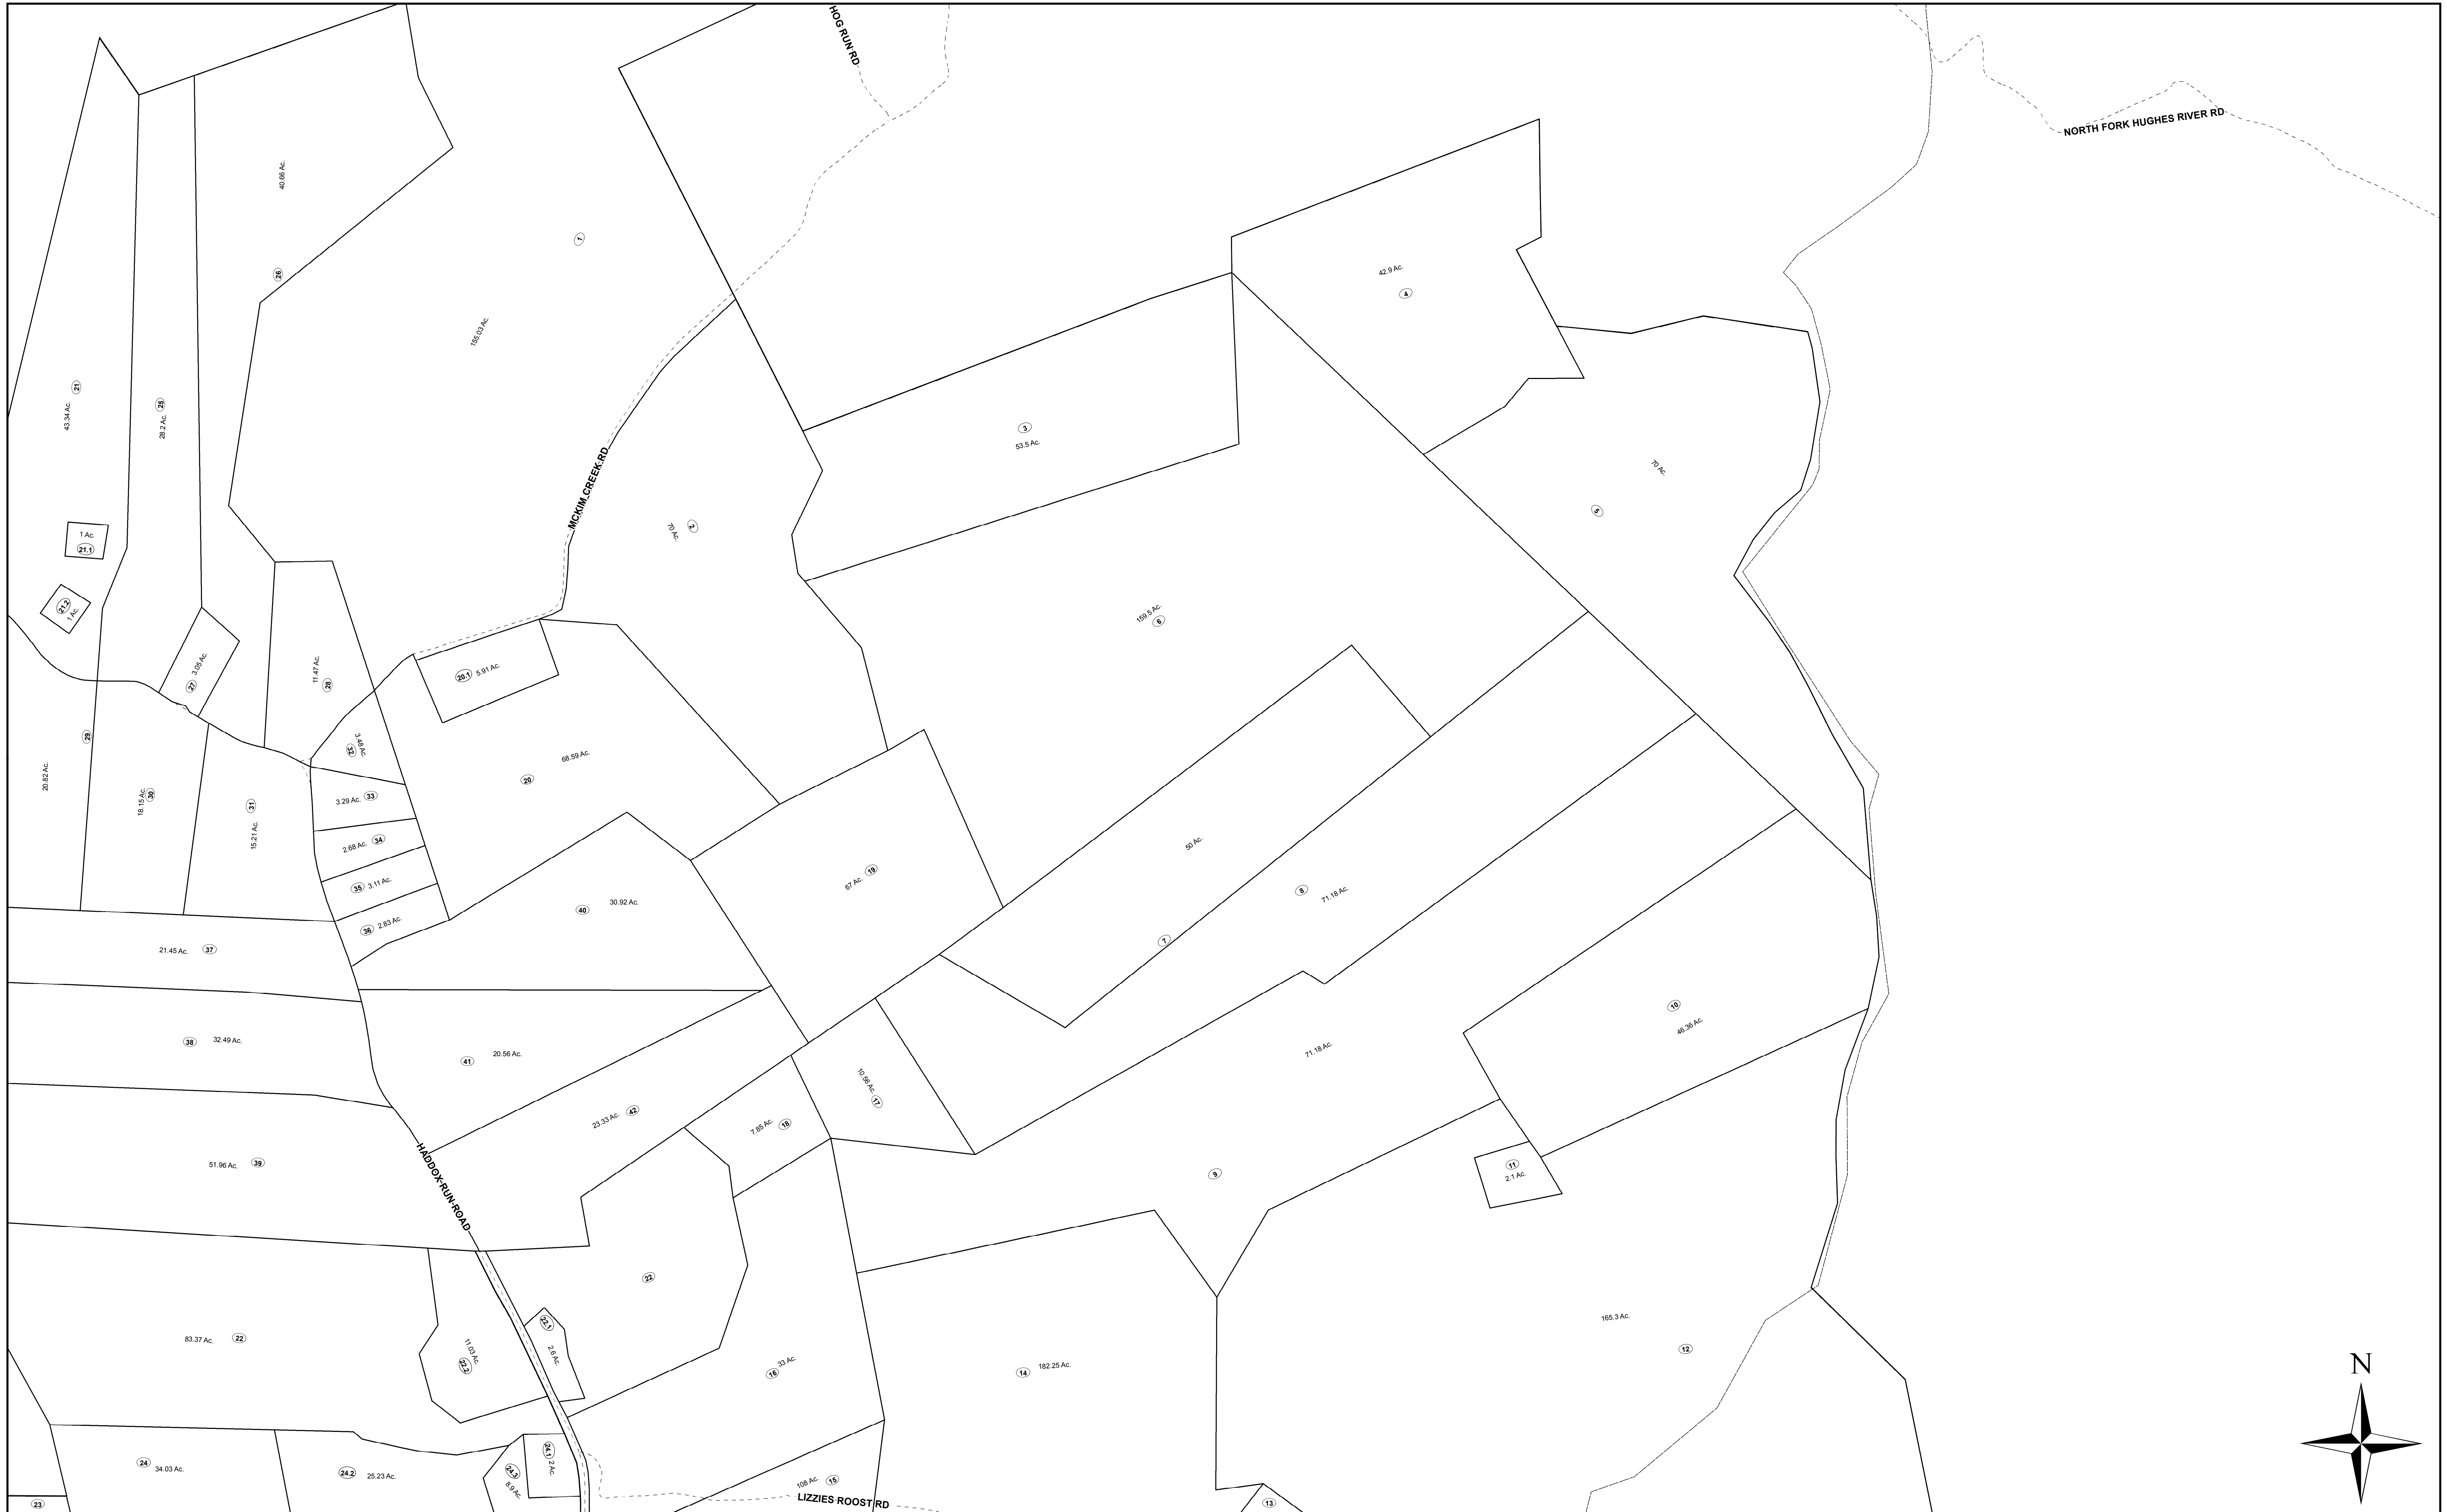 HOG RUN RD
NORTH FORK HUGHES RIVER RD
40.66 Ac.
26
1
155.03 Ac.
42.9 Ac.
4
21
43.34 Ac.
25
28.2 Ac.
3
53.5 Ac.
MCKIM CREEK RD
70 Ac.
5
2
70 Ac.
1 Ac.
21.1
21.2
1 Ac.
159.5 Ac.
6
3.05 Ac.
27
11.47 Ac.
28
20.1 5.91 Ac.
29
20.82 Ac.
3.48 Ac.
32
68.59 Ac.
20
18.15 Ac.
30
31
15.21 Ac.
3.29 Ac. 33
2.68 Ac. 34
35 3.11 Ac.
36 2.83 Ac.
50 Ac.
7
67 Ac. 19
8
71.18 Ac.
40
30.92 Ac.
21.45 Ac. 37
10
46.36 Ac.
38 32.49 Ac.
41 20.56 Ac.
71.18 Ac.
9
10.56 Ac.
17
23.33 Ac. 42
7.85 Ac. 18
51.96 Ac. 39
HADDOX RUN ROAD
11
2.1 Ac.
22
83.37 Ac. 22
11.03 Ac.
22.2
22.1
2.6 Ac.
33 Ac.
16
14 182.25 Ac.
165.3 Ac.
12
N
24 34.03 Ac.
24.2 25.23 Ac.
24.3
8.9 Ac.
24.1
2 Ac.
108 Ac. 15
LIZZIES ROOST RD
23
13